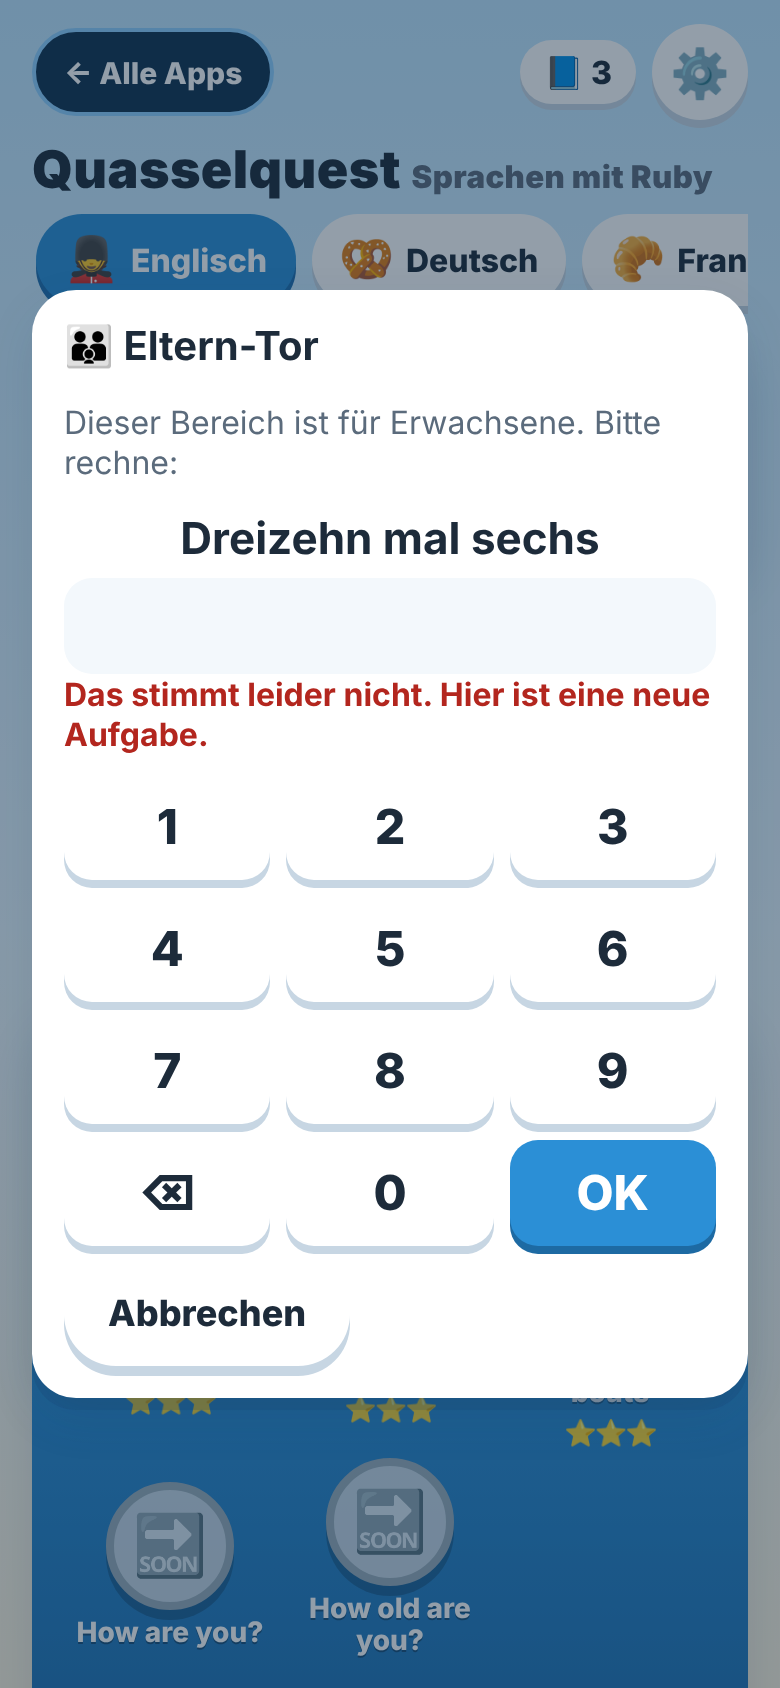 ← Alle Apps
3
Quasselquest Sprachen mit Ruby
Englisch
Deutsch
Fran
Eltern-Tor
Dieser Bereich ist für Erwachsene. Bitte
rechne:
Dreizehn mal sechs
Das stimmt leider nicht. Hier ist eine neue
Aufgabe.
1 2 3
4 5 6
7 8 9
0 OK
Abbrechen
SOON
SOON
How are you?
How old are
you?